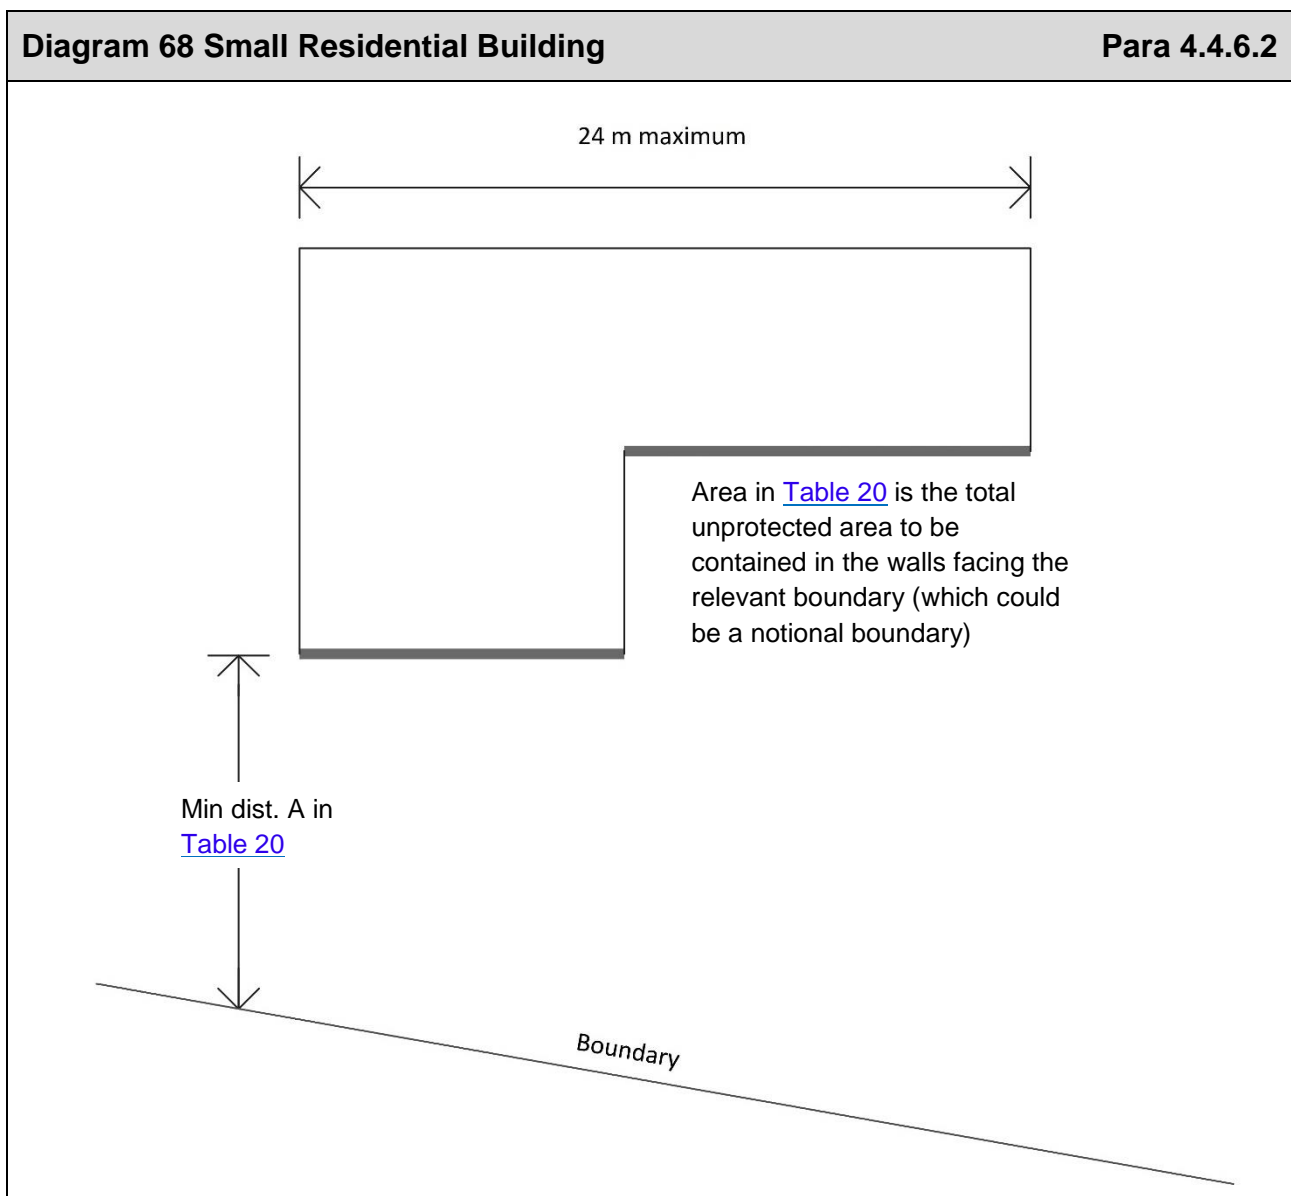 Diagram 68 Small Residential Building Para 4.4.6.2
24 m maximum
Area in Table 20 is the total
unprotected area to be
contained in the walls facing the
relevant boundary (which could
be a notional boundary)
Min dist. A in
Table 20
Boundary